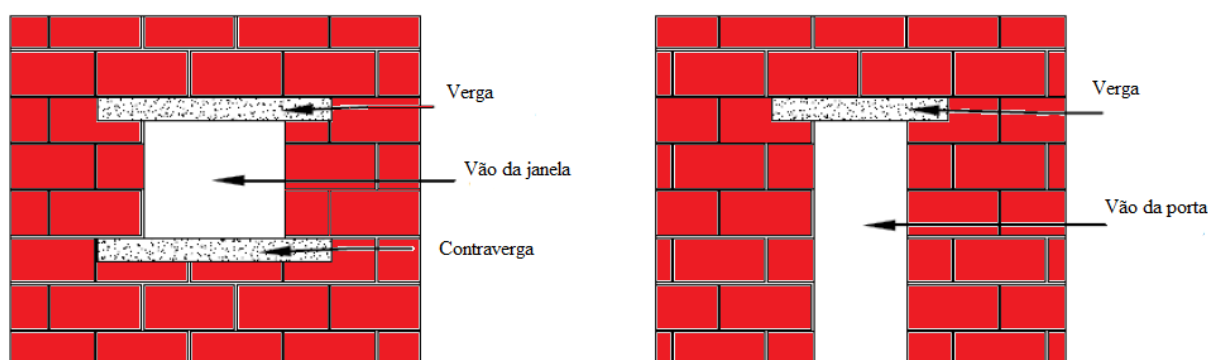 Verga
Vão da janela
Contraverga
Verga
Vão da porta